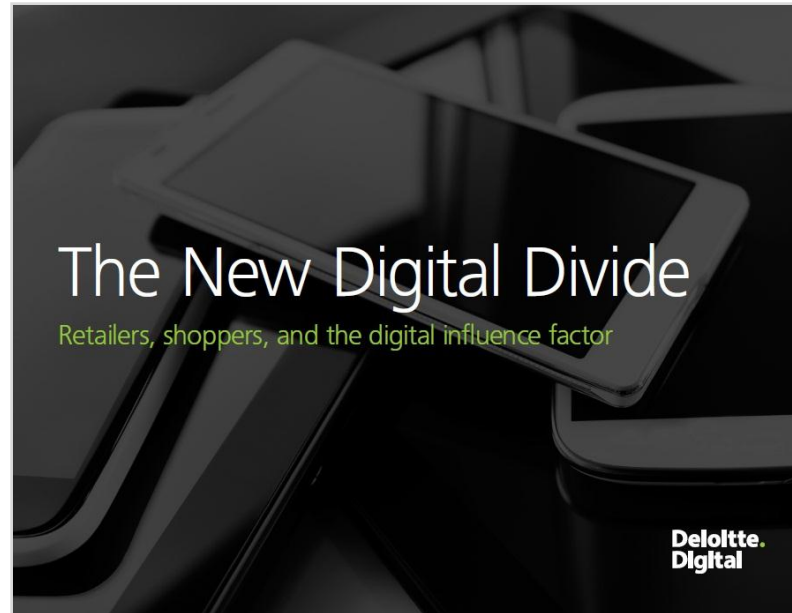 The New Digital Divide
Retailers, shoppers, and the digital influence factor
Deloitte.
Digital